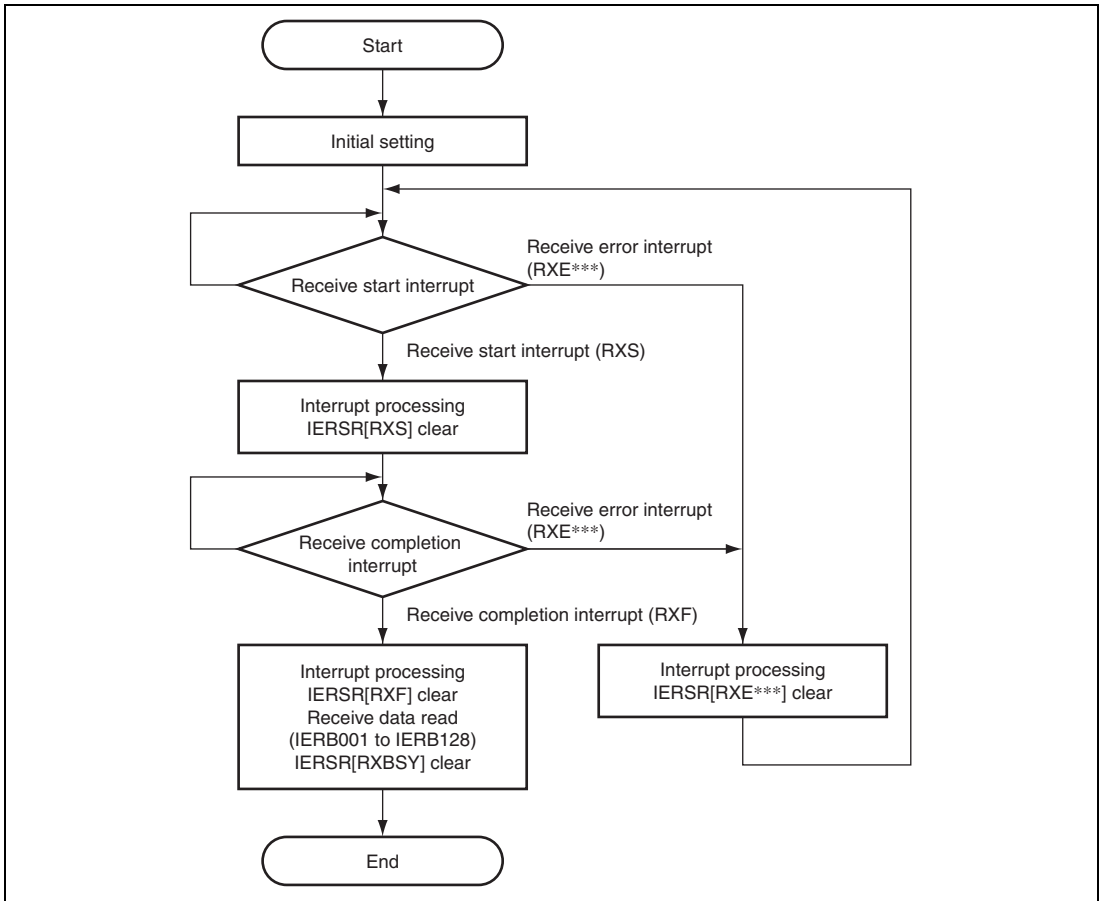 Start
Initial setting
Receive error interrupt
(RXE***)
Receive start interrupt
Receive start interrupt (RXS)
Interrupt processing
IERSR[RXS] clear
Receive error interrupt
(RXE***)
Receive completion
interrupt
Receive completion interrupt (RXF)
Interrupt processing
IERSR[RXF] clear
Receive data read
(IERB001 to IERB128)
IERSR[RXBSY] clear
Interrupt processing
IERSR[RXE***] clear
End